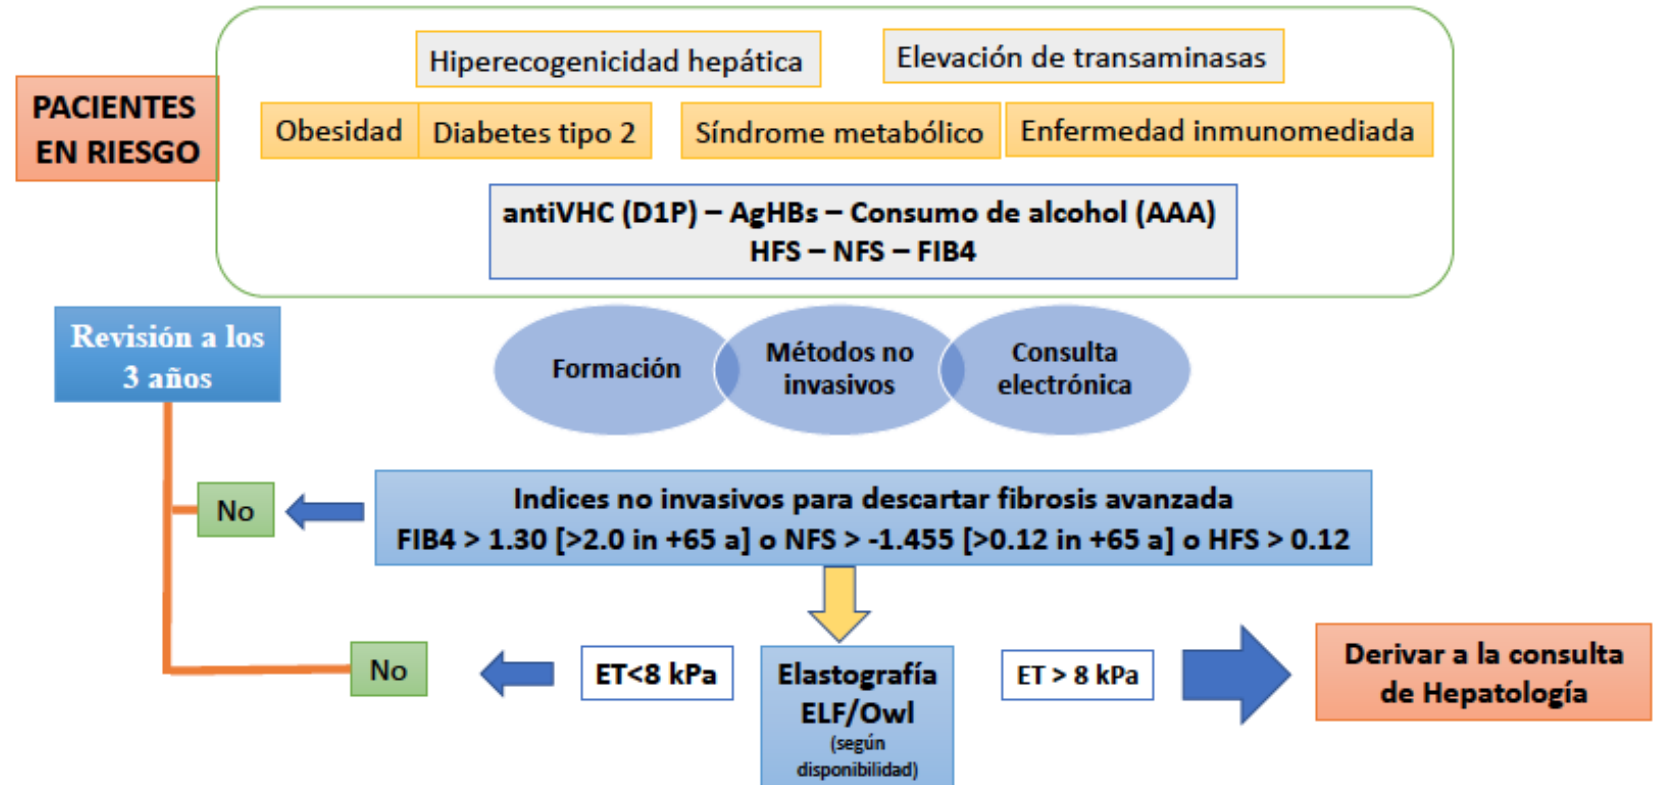 Hiperecogenicidad hepática
Elevación de transaminasas
PACIENTES
EN RIESGO
Obesidad
Diabetes tipo 2
Síndrome metabólico
Enfermedad inmunomediada
antiVHC (D1P) – AgHBs – Consumo de alcohol (AAA)
HFS – NFS – FIB4
Revisión a los
3 años
Formación
Métodos no
invasivos
Consulta
electrónica
No
Indices no invasivos para descartar fibrosis avanzada
FIB4 > 1.30 [>2.0 in +65 a] o NFS > -1.455 [>0.12 in +65 a] o HFS > 0.12
No
ET<8 kPa
Elastografía
ELF/Owl
(según
disponibilidad)
ET > 8 kPa
Derivar a la consulta
de Hepatología